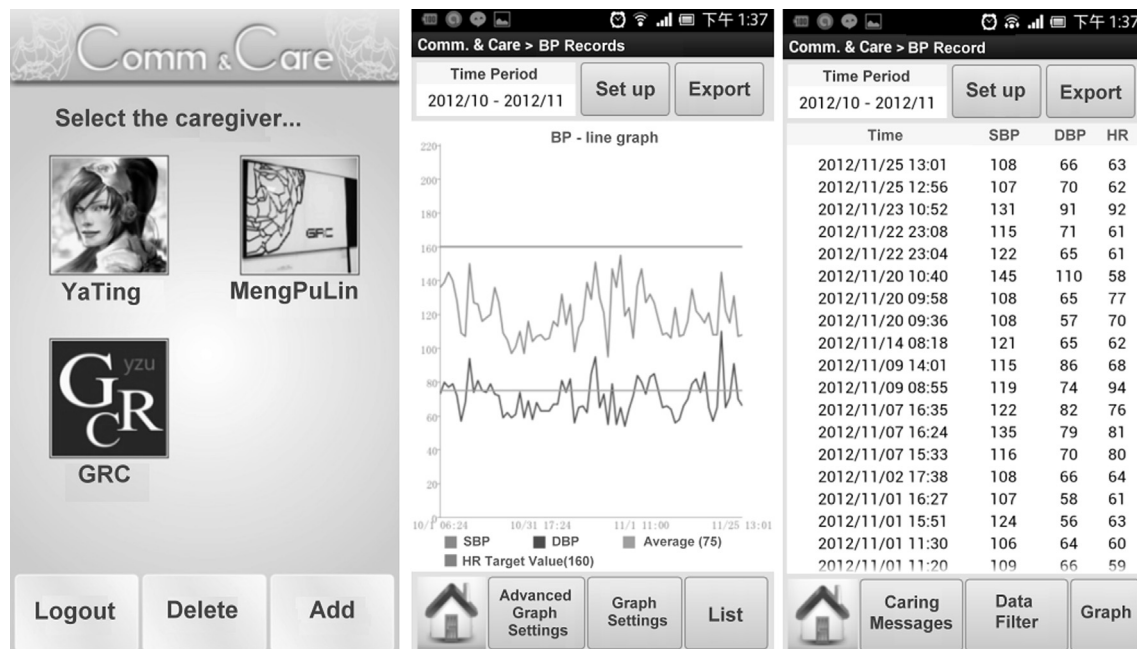 Comm & Care
Select the caregiver...
YaTing
GRC
MengPuLin
yzu
GRC
GRC
Logout
Delete
Add
下午 1:37
Comm. & Care > BP Records
Time Period
2012/10 - 2012/11
Set up
Export
BP - line graph
220
200
180
160
140
120
100
80
60
40
20
0
10/1 06:24
10/31 17:24
11/1 11:00
11/25 13:01
SBP
DBP
Average (75)
HR Target Value(160)
Advanced
Graph
Settings
Graph
Settings
List
下午 1:37
Comm. & Care > BP Record
Time Period
2012/10 - 2012/11
Set up
Export
Time SBP DBP HR
2012/11/25 13:01 108 66 63
2012/11/25 12:56 107 70 62
2012/11/23 10:52 131 91 92
2012/11/22 23:08 115 71 61
2012/11/22 23:04 122 65 61
2012/11/20 10:40 145 110 58
2012/11/20 09:58 108 65 77
2012/11/20 09:36 108 57 70
2012/11/14 08:18 121 65 62
2012/11/09 14:01 115 86 68
2012/11/09 08:55 119 74 94
2012/11/07 16:35 122 82 76
2012/11/07 16:24 135 79 81
2012/11/07 15:33 116 70 80
2012/11/02 17:38 108 66 64
2012/11/01 16:27 107 58 61
2012/11/01 15:51 124 56 63
2012/11/01 11:30 106 64 60
2012/11/01 11:20 109 66 59
Caring
Messages
Data
Filter
Graph